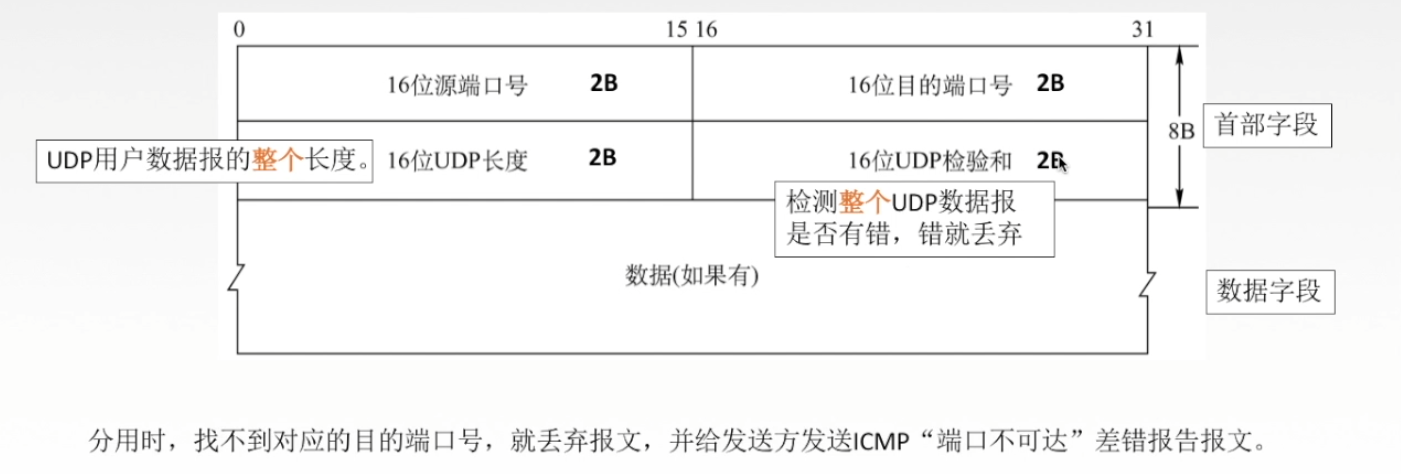 0 15 16 31
16位源端口号 2B 16位目的端口号 2B
8B 首部字段
UDP用户数据报的整个长度。 16位UDP长度 2B 16位UDP检验和 2B
检测整个UDP数据报
是否有错，错就丢弃
数据(如果有)
数据字段
分用时，找不到对应的目的端口号，就丢弃报文，并给发送方发送ICMP“端口不可达”差错报告报文。